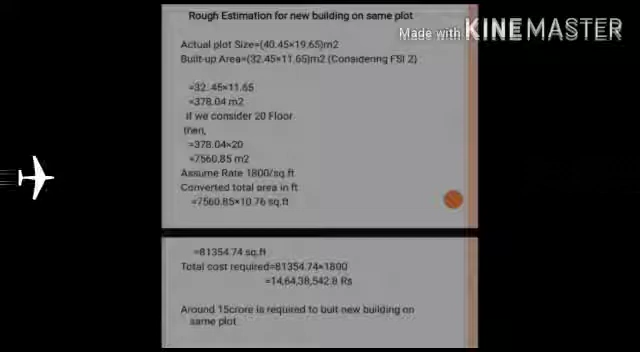 Rough Estimation for new building on same plot
Made with KINEMASTER
Actual plot Size=(40.45×19.65)m2
Built-up Area=(32.45×11.65)m2 (Considering FSI 2)
=32..45×11.65
=378.04 m2
if we consider 20 Floor
then,
=378.04×20
=7560.85 m2
Assume Rate 1800/sq.ft
Converted total area in ft
=7560.85×10.76 sq.ft
=81354.74 sq.ft
Total cost required=81354.74×1800
=14,64,38,542.8 Rs
Around 15crore is required to built new building on
same plot